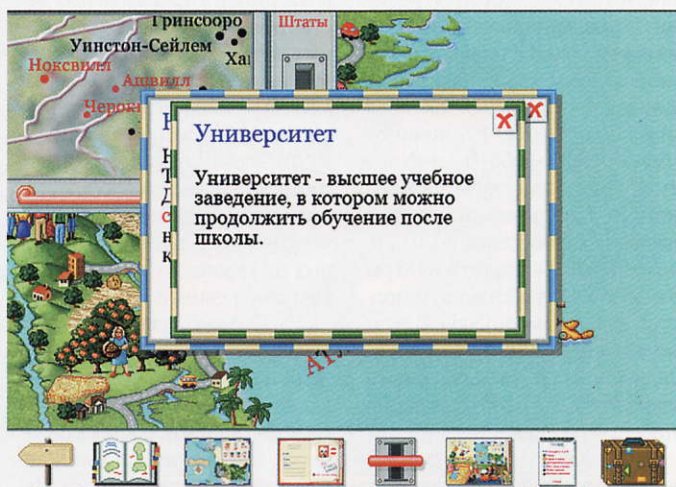 Гринсборо
Штаты
Уинстон-Сейлем
Ноксвилл
Ашвилл
Университет
Университет - высшее учебное
заведение, в котором можно
продолжить обучение после
школы.